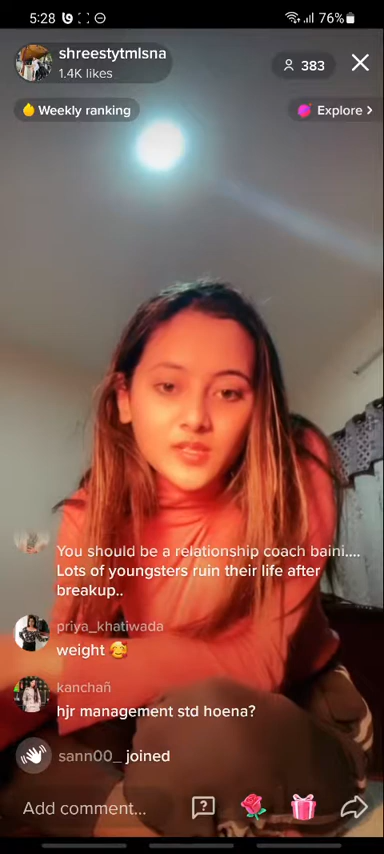 5:28
76%
shreestytmlsna
1.4K likes
383
Weekly ranking
Explore >
You should be a relationship coach baini....
Lots of youngsters ruin their life after
breakup..
priya_khatiwada
weight 🥰
kanchañ
hjr management std hoena?
sann00_ joined
Add comment...